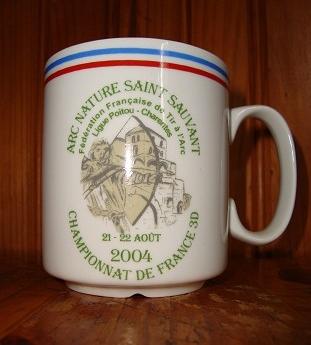 ARC NATURE SAINT SAUVANT
Fédération Française de Tir à l'Arc
Ligue Poitou - Charentes
21 - 22 AOÛT
2004
CHAMPIONNAT DE FRANCE 3D